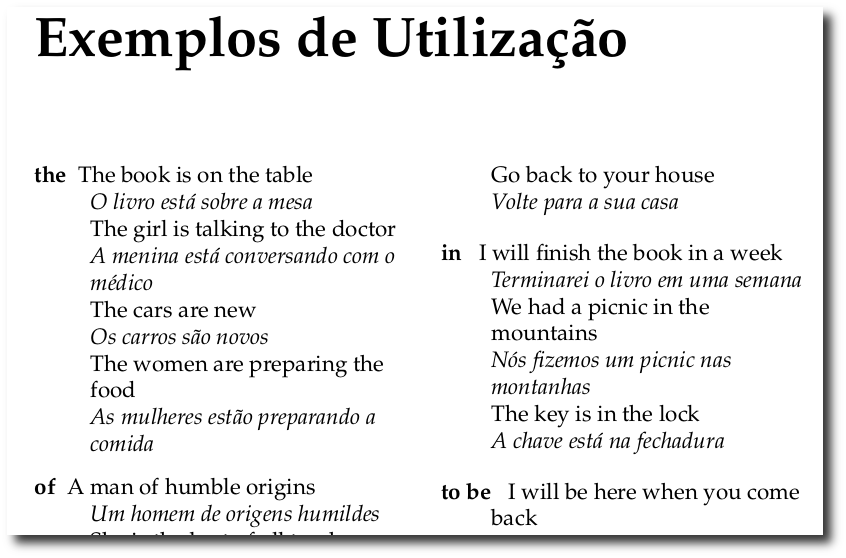 Exemplos de Utilização
the The book is on the table
O livro está sobre a mesa
The girl is talking to the doctor
A menina está conversando com o
médico
The cars are new
Os carros são novos
The women are preparing the
food
As mulheres estão preparando a
comida
of A man of humble origins
Um homem de origens humildes
Go back to your house
Volte para a sua casa
in I will finish the book in a week
Terminarei o livro em uma semana
We had a picnic in the
mountains
Nós fizemos um picnic nas
montanhas
The key is in the lock
A chave está na fechadura
to be I will be here when you come
back